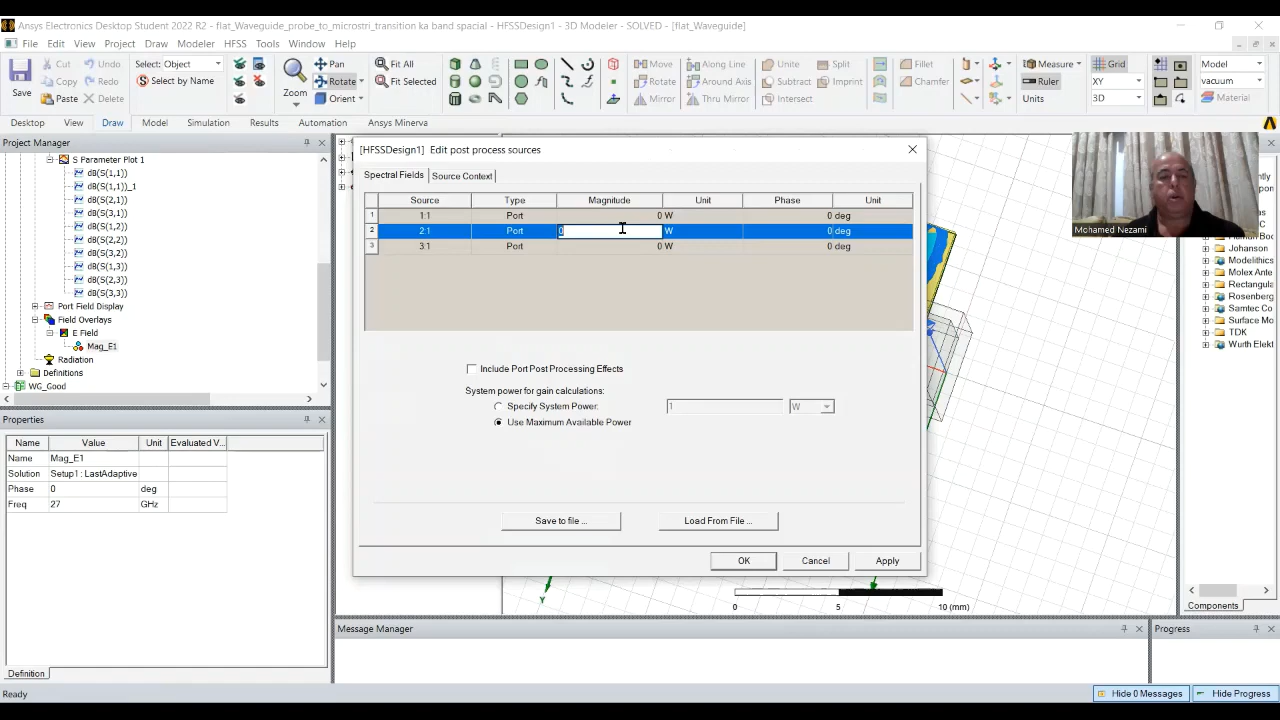 Ansys Electronics Desktop Student 2022 R2 - flat_Waveguide_probe_to_microstri_transition ka band spacial - HFSSDesign1 - 3D Modeler - SOLVED - [flat_Waveguide]
File Edit View Project Draw Modeler HFSS Tools Window Help
Save Cut Undo Select: Object Pan Fit All Move Along Line Unite Split Fillet Measure Grid Model
Copy Redo Select by Name Zoom Rotate Fit Selected Rotate Around Axis Subtract Imprint Chamfer Ruler XY vacuum
Paste Delete Orient Mirror Thru Mirror Intersect Units 3D Material
Desktop View Draw Model Simulation Results Automation Ansys Minerva
Project Manager
S Parameter Plot 1
dB(S(1,1))
dB(S(1,1))_1
dB(S(2,1))
dB(S(3,1))
dB(S(1,2))
dB(S(2,2))
dB(S(3,2))
dB(S(1,3))
dB(S(2,3))
dB(S(3,3))
Port Field Display
Field Overlays
E Field
Mag_E1
Radiation
Definitions
WG_Good
Properties
Name Value Unit Evaluated V...
Name Mag_E1
Solution Setup1 : LastAdaptive
Phase 0 deg
Freq 27 GHz
Definition
[HFSSDesign1] Edit post process sources
Spectral Fields Source Context
Source Type Magnitude Unit Phase Unit
1 1:1 Port 0 W 0 deg
2 2:1 Port 0 W 0 deg
3 3:1 Port 0 W 0 deg
Include Port Post Processing Effects
System power for gain calculations:
Specify System Power: 1 W
Use Maximum Available Power
Save to file ... Load From File ...
OK Cancel Apply
Y
0 5 10 (mm)
Mohamed Nezami
Johanson
Modelithics
Molex Ante
Rectangula
Rosenberg
Samtec Co
Surface Mo
TDK
Wurth Elekt
Components
Message Manager
Progress
Ready
Hide 0 Messages Hide Progress